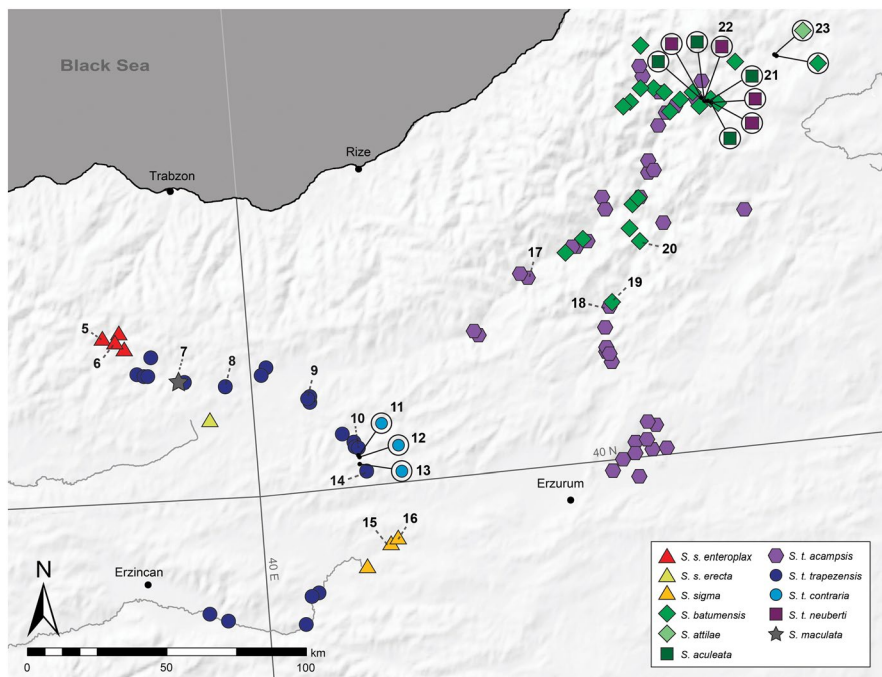 Black Sea
22
23
21
Rize
Trabzon
17
20
19
18
5
6
7
8
9
10
11
12
13
14
40 N
Erzurum
15
16
40 E
N
Erzincan
0 50 100
km
S. s. enteroplax
S. s. erecta
S. sigma
S. batumensis
S. attilae
S. aculeata
S. t. acampsis
S. t. trapezensis
S. t. contraria
S. t. neuberti
S. maculata